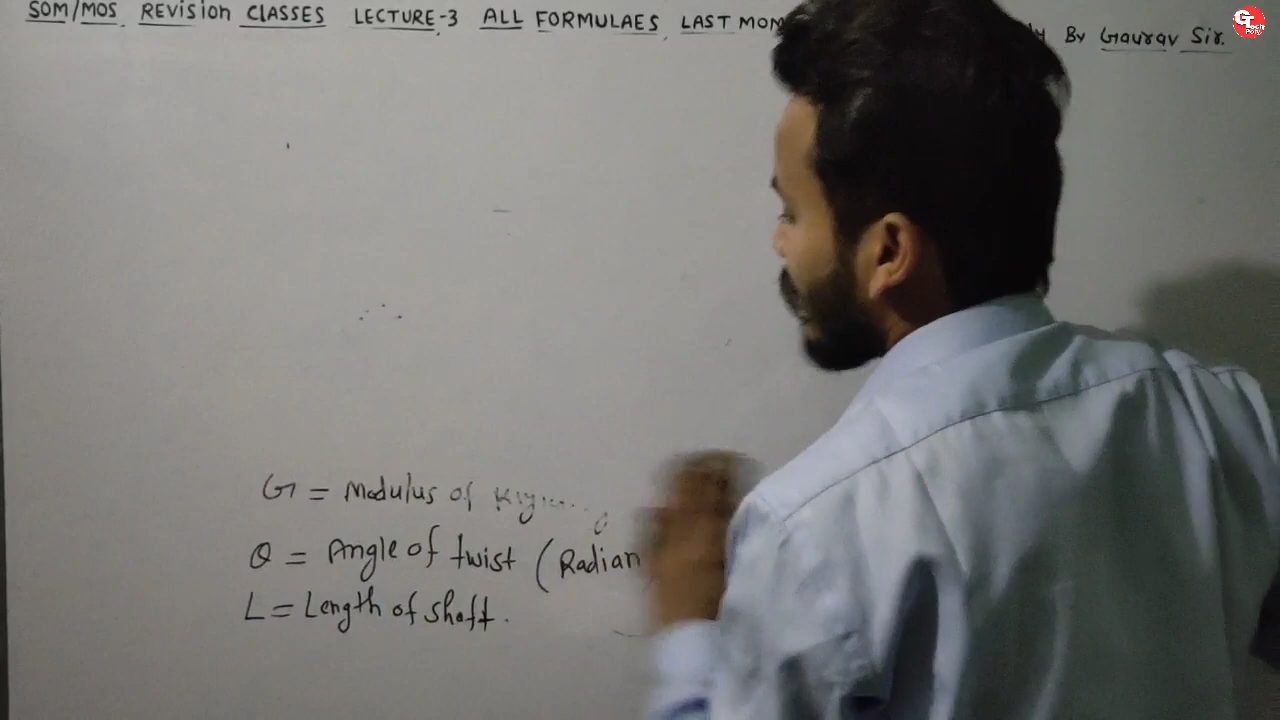 SOM/MOS REVISION CLASSES LECTURE-3 ALL FORMULAES, LAST MOM By Gaurav Sir.
G = Modulus of
θ = Angle of twist (Radian
L = Length of shaft.